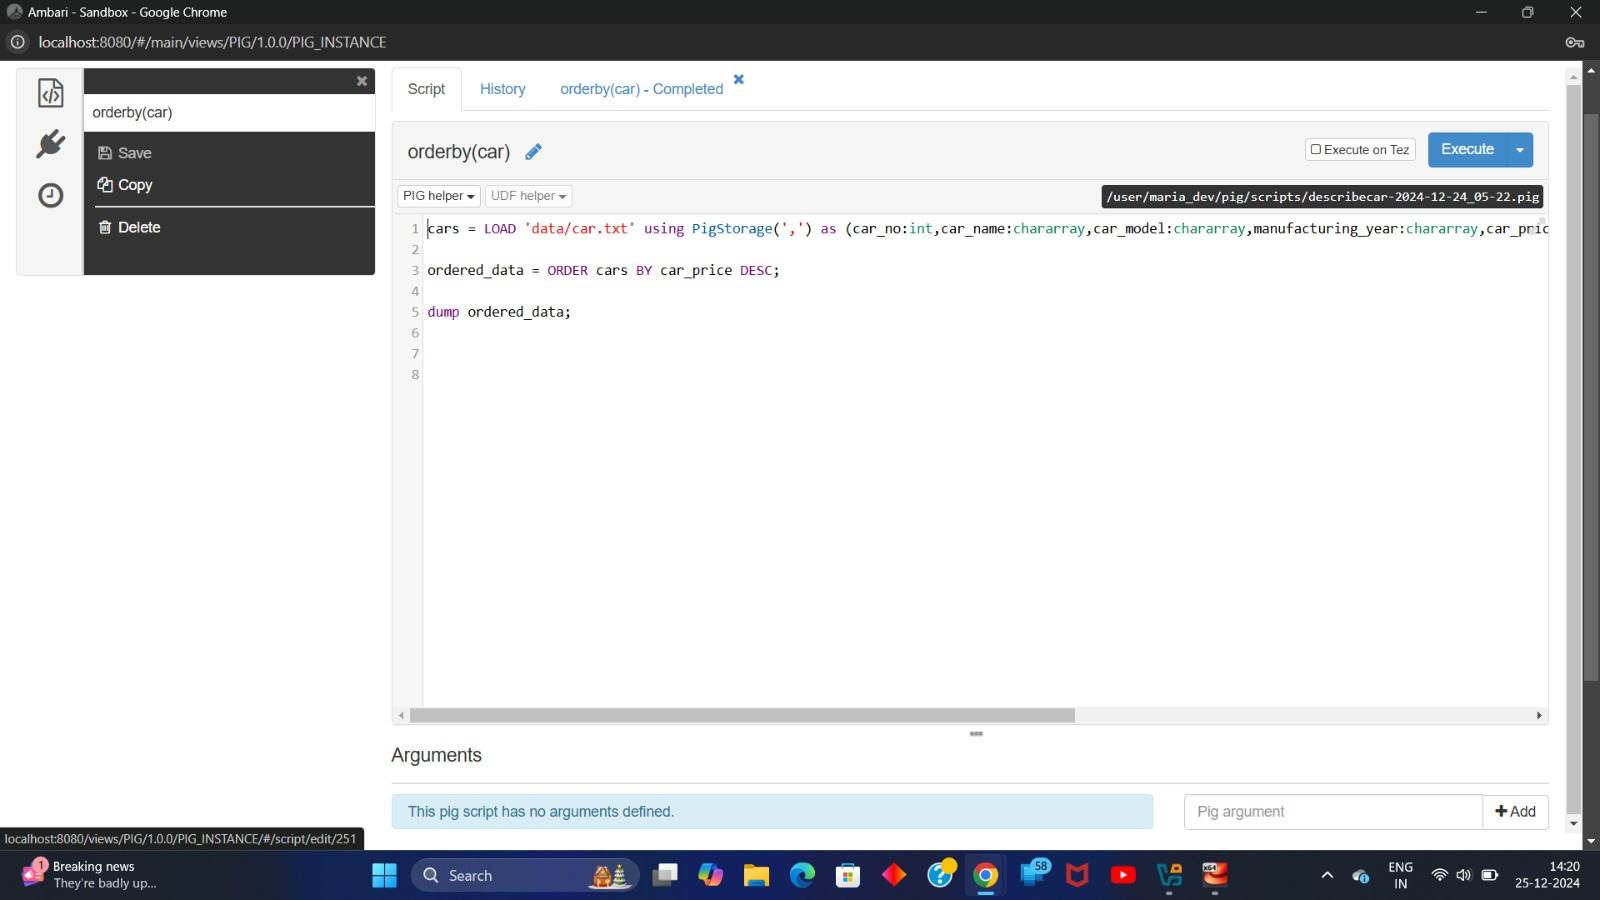 Ambari - Sandbox - Google Chrome
localhost:8080/#/main/views/PIG/1.0.0/PIG_INSTANCE
orderby(car)
Save
Copy
Delete
Script
History
orderby(car) - Completed
orderby(car)
Execute on Tez
Execute
PIG helper
UDF helper
/user/maria_dev/pig/scripts/describecar-2024-12-24_05-22.pig
1 cars = LOAD 'data/car.txt' using PigStorage(',') as (car_no:int,car_name:chararray,car_model:chararray,manufacturing_year:chararray,car_pric
2
3 ordered_data = ORDER cars BY car_price DESC;
4
5 dump ordered_data;
6
7
8
Arguments
This pig script has no arguments defined.
Pig argument
Add
localhost:8080/views/PIG/1.0.0/PIG_INSTANCE/#/script/edit/251
1
Breaking news
They're badly up...
Search
58
X64
ENG
IN
14:20
25-12-2024